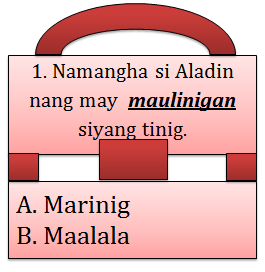 1. Namangha si Aladin
nang may maulinigan
siyang tinig.
A. Marinig
B. Maalala